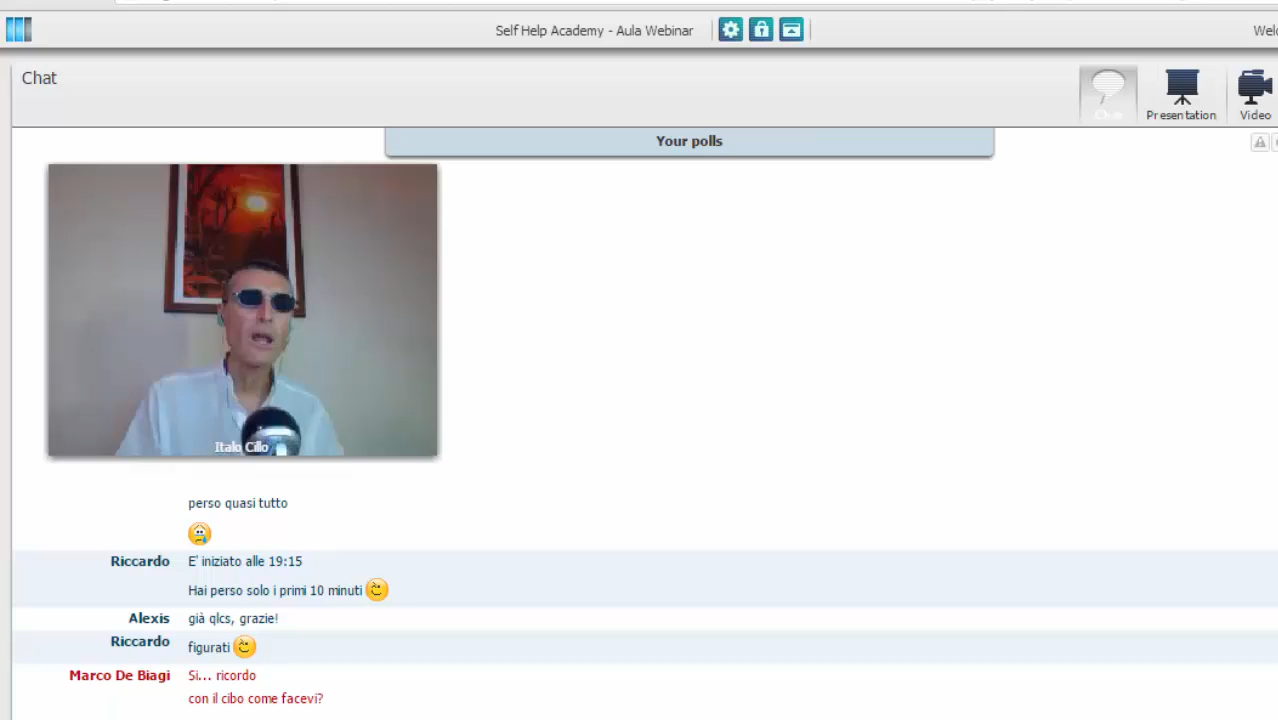 Self Help Academy - Aula Webinar
Chat
Presentation
Video
Your polls
Italo Cillo
perso quasi tutto
Riccardo E' iniziato alle 19:15
Hai perso solo i primi 10 minuti
Alexis già qlcs, grazie!
Riccardo figurati
Marco De Biagi Si... ricordo
con il cibo come facevi?